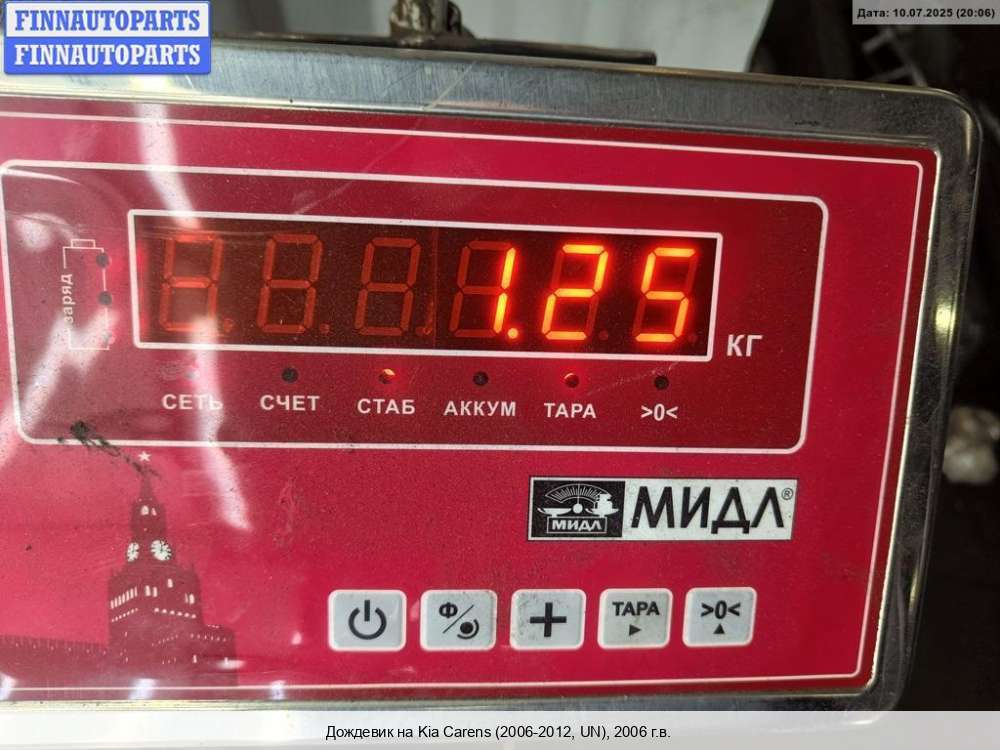 FINNAUTOPARTS
FINNAUTOPARTS
Дата: 10.07.2025 (20:06)
заряд
1.25
КГ
СЕТЬ СЧЕТ СТАБ АККУМ ТАРА >0<
МИДЛ МИДЛ®
Ф/ + ТАРА >0<
Дождевик на Kia Carens (2006-2012, UN), 2006 г.в.